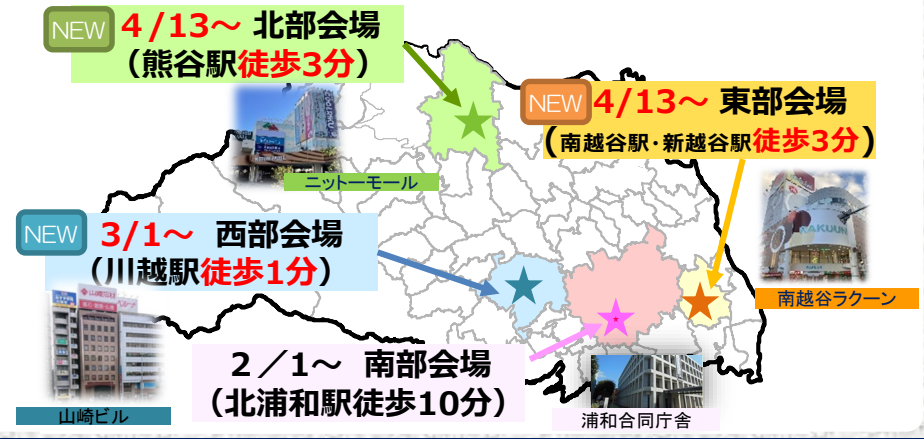 NEW 4/13~ 北部会場
(熊谷駅徒歩3分)
ニットーモール
NEW 4/13~ 東部会場
(南越谷駅・新越谷駅徒歩3分)
RAKUUN
南越谷ラクーン
NEW 3/1~ 西部会場
(川越駅徒歩1分)
山崎ビル
2/1~ 南部会場
(北浦和駅徒歩10分)
浦和合同庁舎